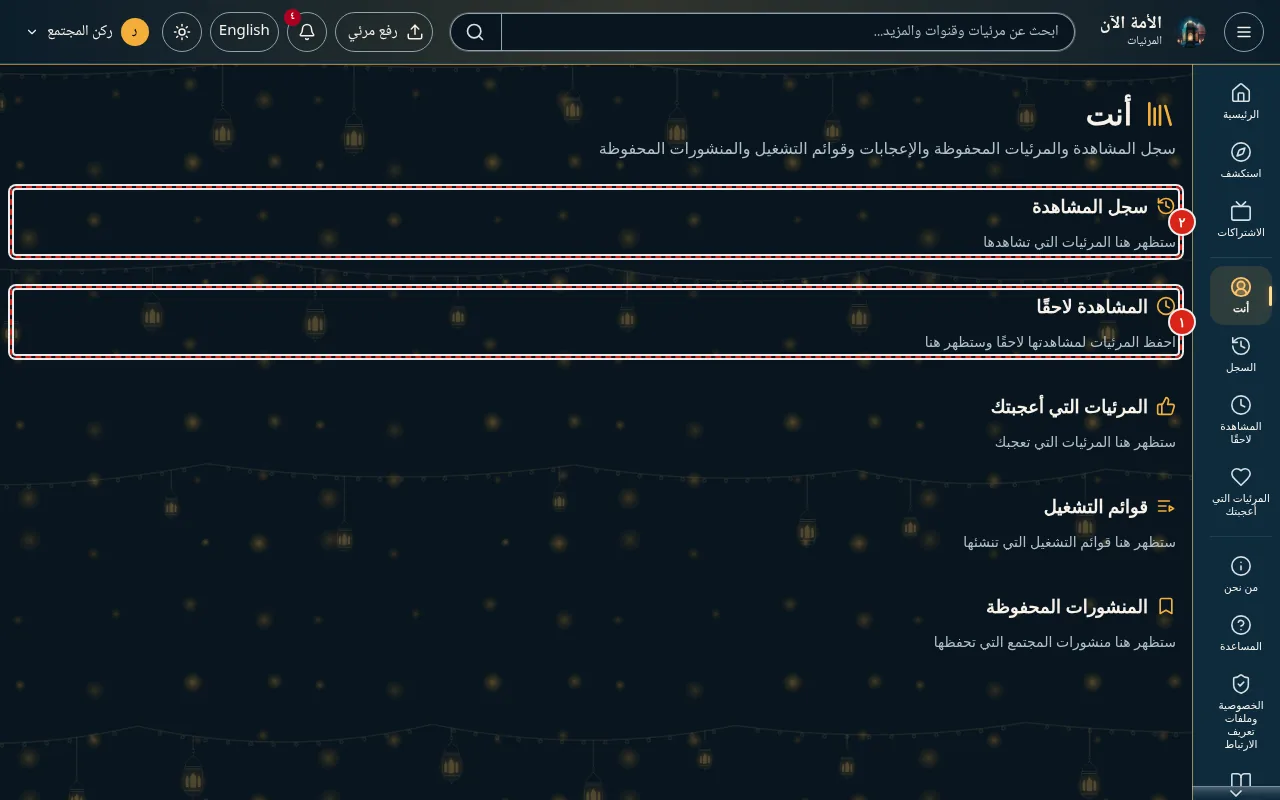 الأمة الآن
المرئيات
ابحث عن مرئيات وقنوات والمزيد...
رفع مرئي
٤
English
ر
ركن المجتمع
الرئيسية
استكشف
الاشتراكات
أنت
السجل
المشاهدة
لاحقًا
المرئيات التي
أعجبتك
من نحن
المساعدة
الخصوصية
وملفات
تعريف
الارتباط
أنت
سجل المشاهدة والمرئيات المحفوظة والإعجابات وقوائم التشغيل والمنشورات المحفوظة
سجل المشاهدة
٢
ستظهر هنا المرئيات التي تشاهدها
المشاهدة لاحقًا
١
احفظ المرئيات لمشاهدتها لاحقًا وستظهر هنا
المرئيات التي أعجبتك
ستظهر هنا المرئيات التي تعجبك
قوائم التشغيل
ستظهر هنا قوائم التشغيل التي تنشئها
المنشورات المحفوظة
ستظهر هنا منشورات المجتمع التي تحفظها